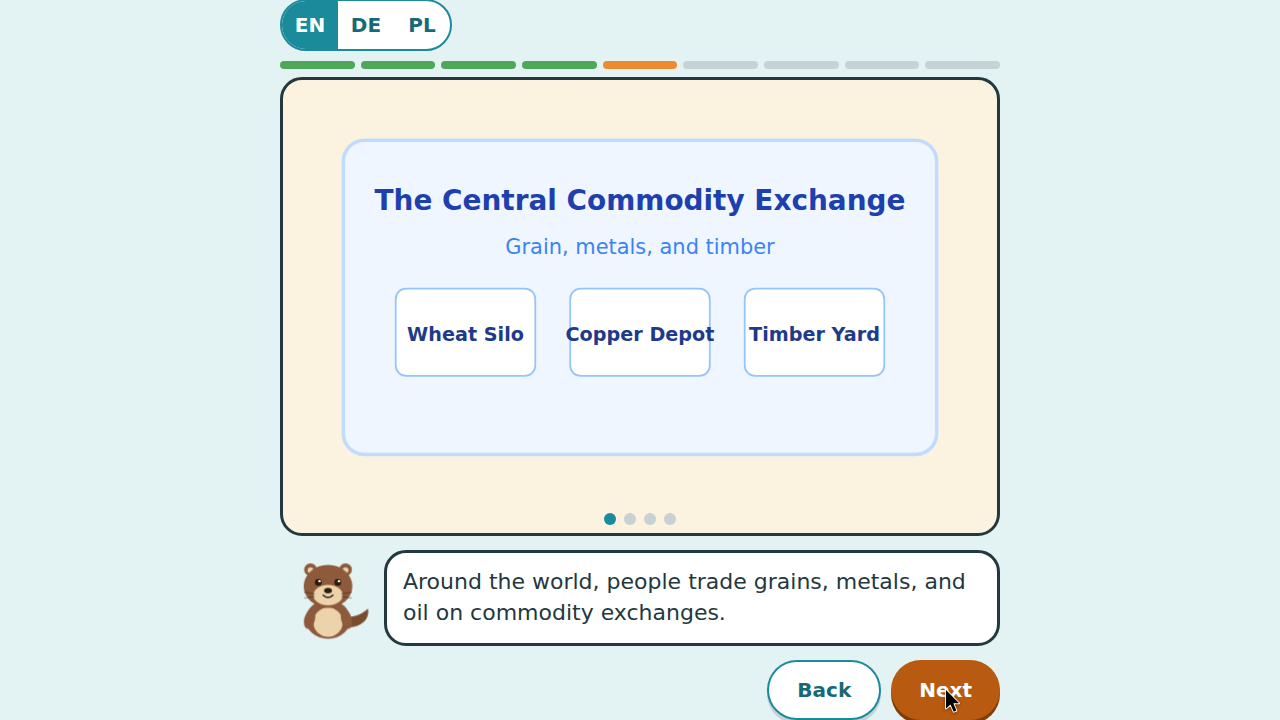 EN DE PL
The Central Commodity Exchange
Grain, metals, and timber
Wheat Silo Copper Depot Timber Yard
Around the world, people trade grains, metals, and
oil on commodity exchanges.
Back Next